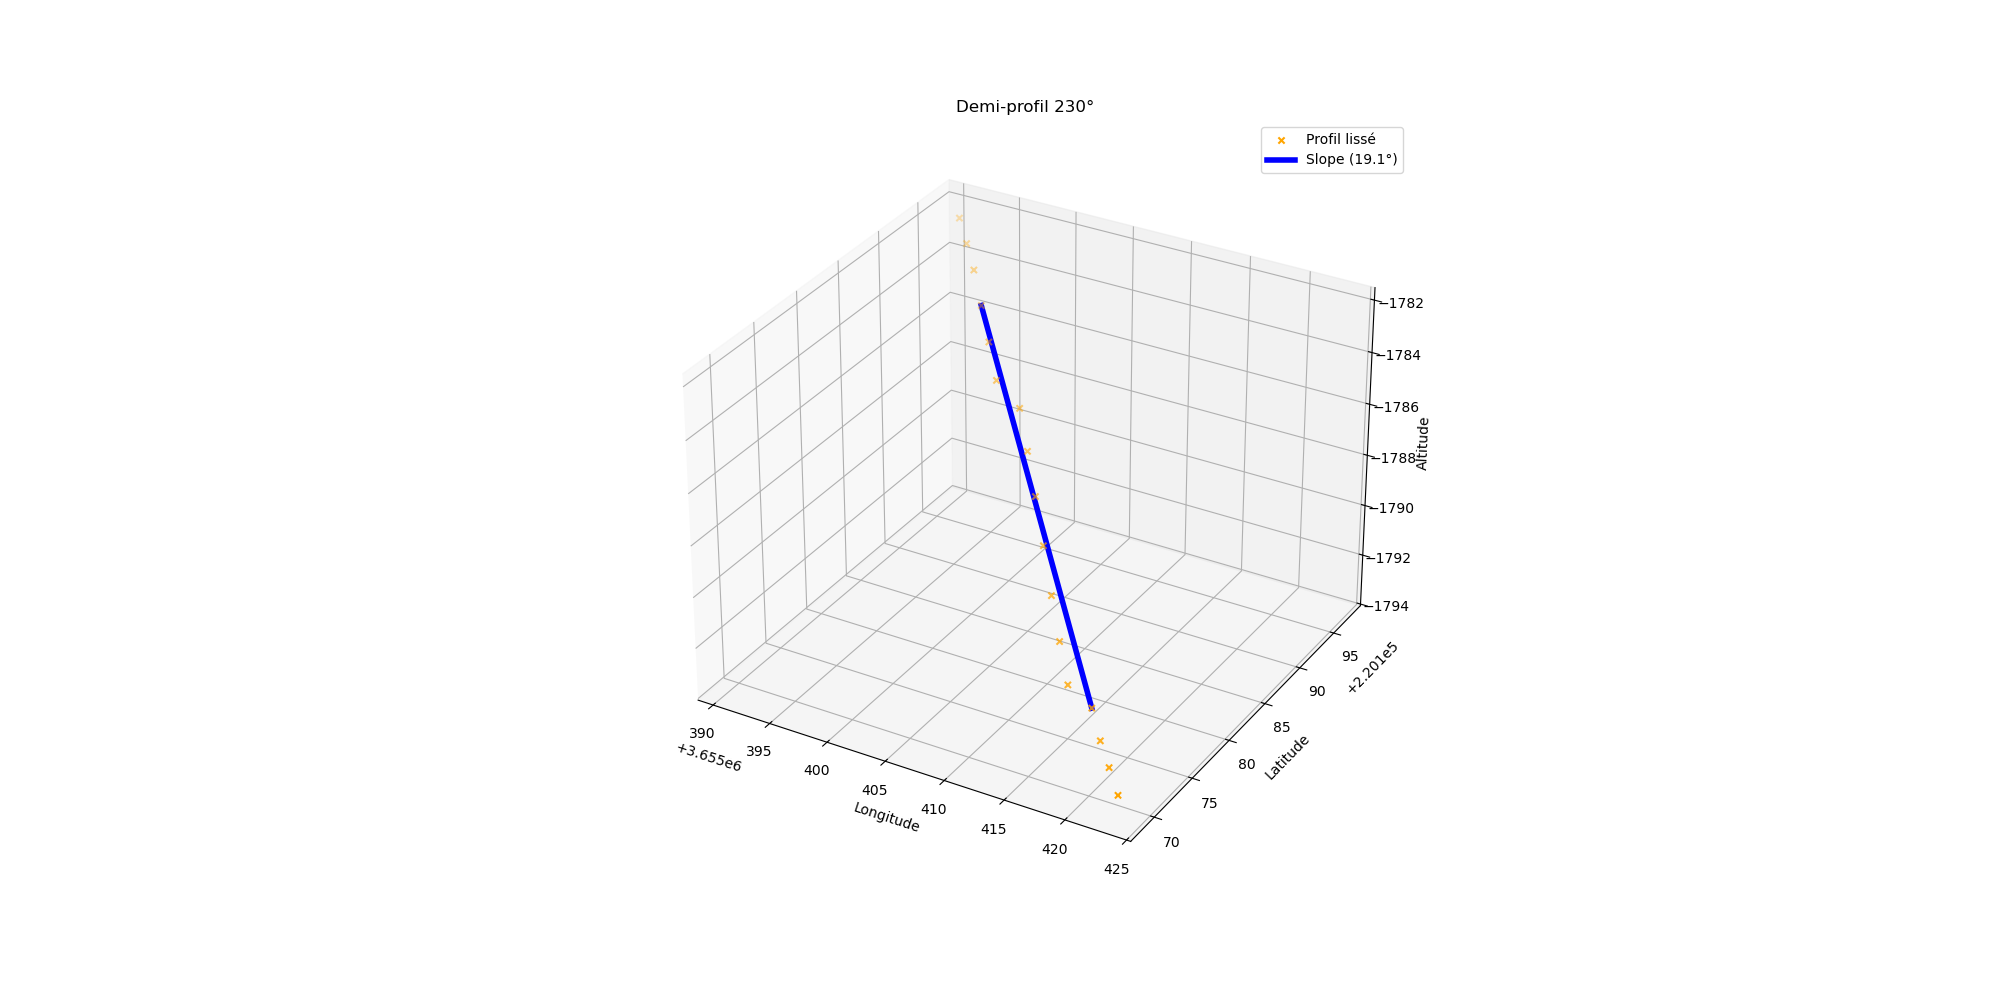 Demi-profil 230°
Profil lissé
Slope (19.1°)
−1782
−1784
−1786
−1788
−1790
−1792
−1794
Altitude
95
90
85
80
75
70
+2.201e5
Latitude
390
395
400
405
410
415
420
425
+3.655e6
Longitude